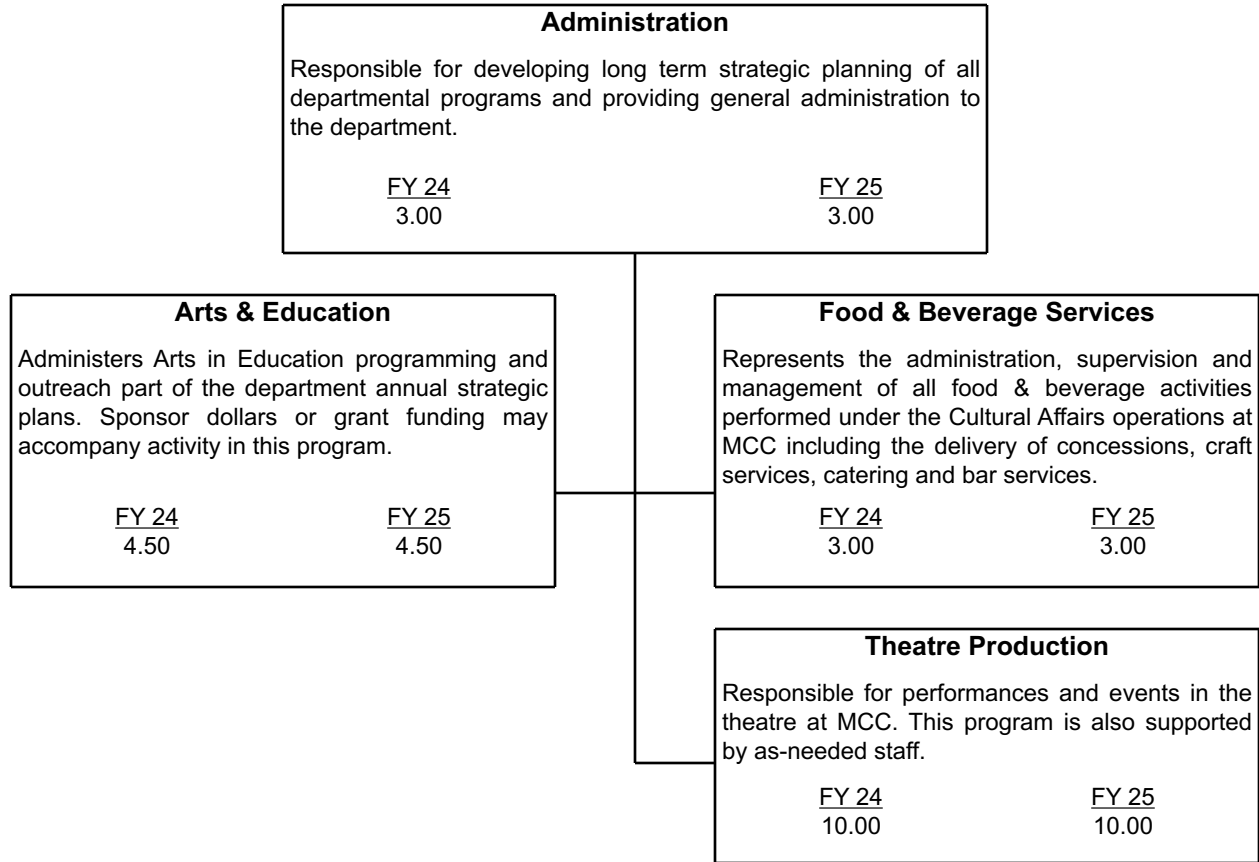 Administration
Responsible for developing long term strategic planning of all
departmental programs and providing general administration to
the department.
FY 24 FY 25
3.00 3.00
Arts & Education
Administers Arts in Education programming and
outreach part of the department annual strategic
plans. Sponsor dollars or grant funding may
accompany activity in this program.
FY 24 FY 25
4.50 4.50
Food & Beverage Services
Represents the administration, supervision and
management of all food & beverage activities
performed under the Cultural Affairs operations at
MCC including the delivery of concessions, craft
services, catering and bar services.
FY 24 FY 25
3.00 3.00
Theatre Production
Responsible for performances and events in the
theatre at MCC. This program is also supported
by as-needed staff.
FY 24 FY 25
10.00 10.00